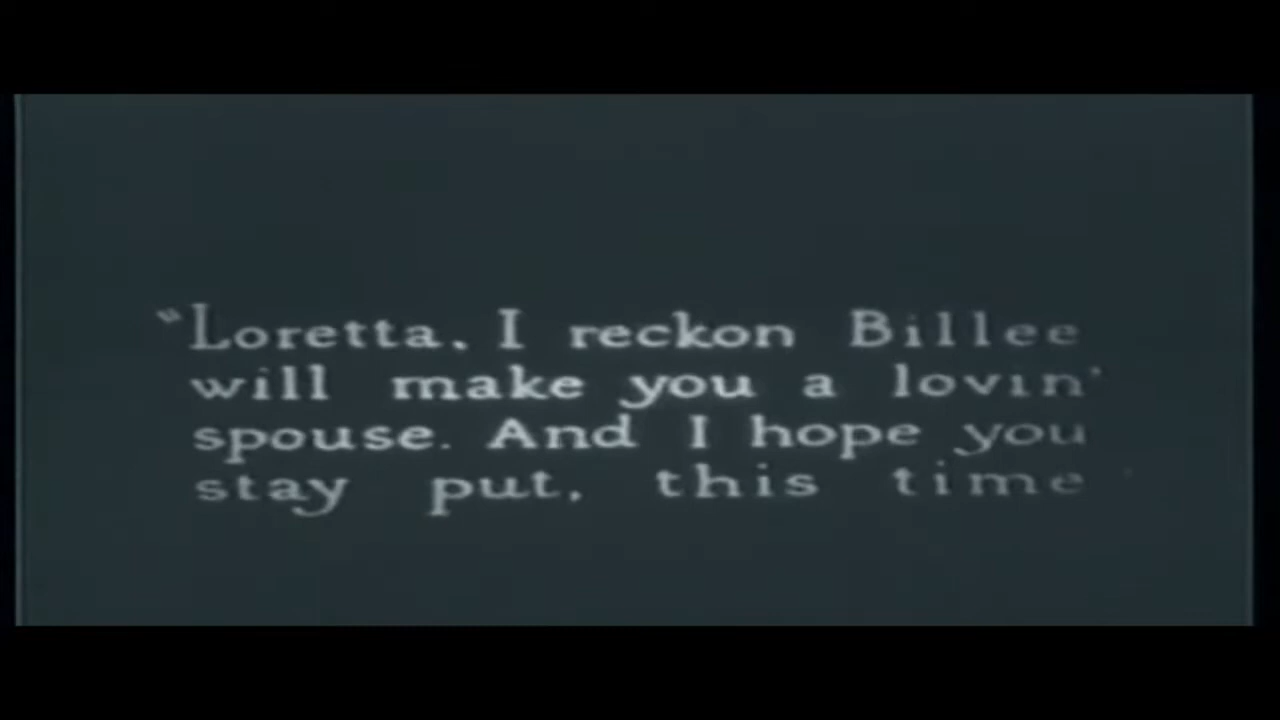 "Loretta, I reckon Billee
will make you a lovin'
spouse. And I hope you
stay put, this time